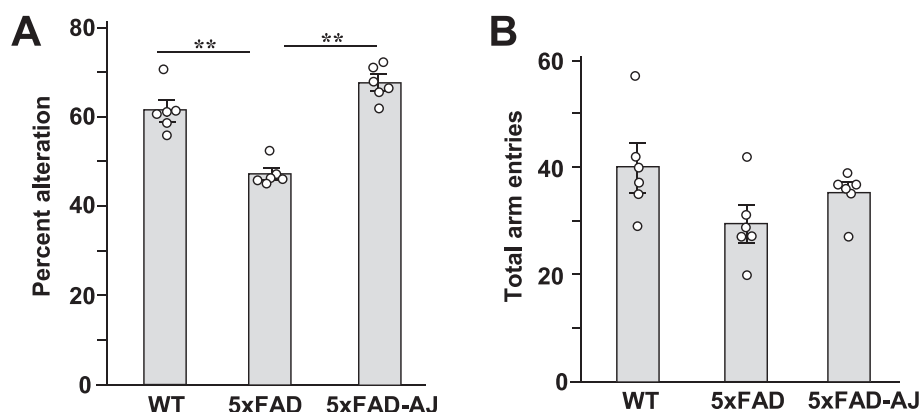 A
Percent alteration
80
60
40
20
0
**
**
WT 5xFAD 5xFAD-AJ
B
Total arm entries
60
40
20
0
WT 5xFAD 5xFAD-AJ